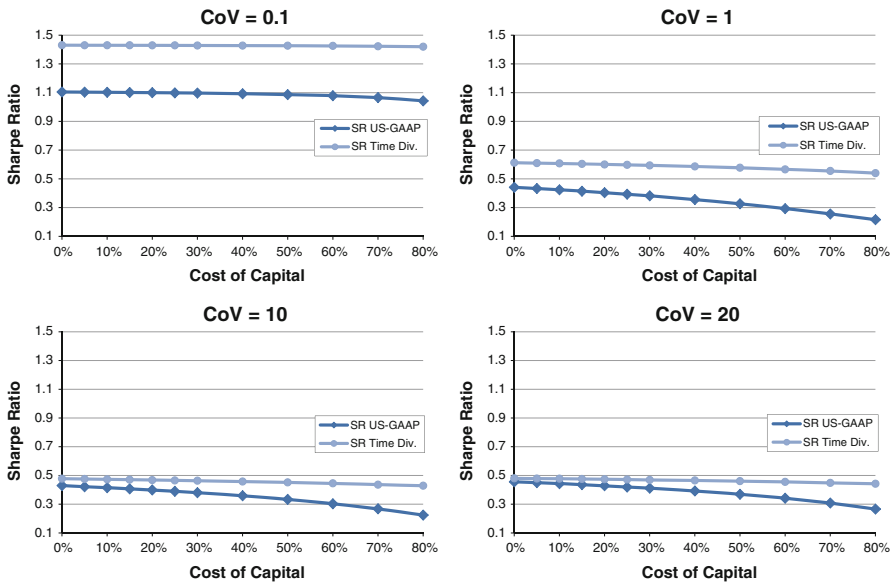 CoV = 0.1
1.5
1.3
1.1
0.9
0.7
0.5
0.3
0.1
Sharpe Ratio
SR US-GAAP
SR Time Div.
0% 10% 20% 30% 40% 50% 60% 70% 80%
Cost of Capital
CoV = 1
1.5
1.3
1.1
0.9
0.7
0.5
0.3
0.1
Sharpe Ratio
SR US-GAAP
SR Time Div.
0% 10% 20% 30% 40% 50% 60% 70% 80%
Cost of Capital
CoV = 10
1.5
1.3
1.1
0.9
0.7
0.5
0.3
0.1
Sharpe Ratio
SR US-GAAP
SR Time Div.
0% 10% 20% 30% 40% 50% 60% 70% 80%
Cost of Capital
CoV = 20
1.5
1.3
1.1
0.9
0.7
0.5
0.3
0.1
Sharpe Ratio
SR US-GAAP
SR Time Div.
0% 10% 20% 30% 40% 50% 60% 70% 80%
Cost of Capital